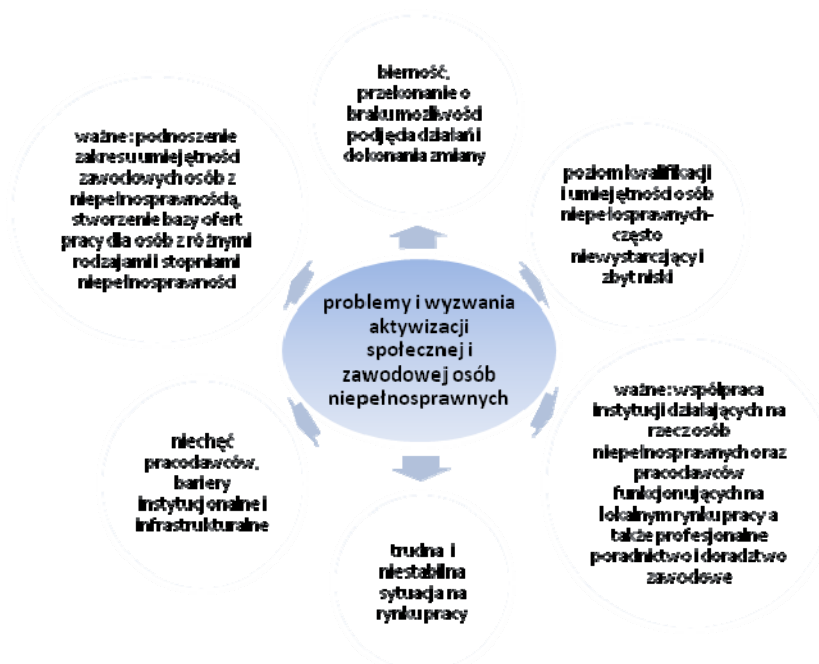 bierność,
przekonanie o
braku możliwości
podjęcia działań i
dokonania zmiany
poziom kwalifikacji
i umiejętności osób
niepełosprawnych-
często
niewystarczjący i
zbyt niski
ważne: współpraca
instytucji działających na
rzecz osób
niepełnosprawnych oraz
pracodawców
funkcjonujących na
lokalnym rynku pracy a
także profesjonalne
poradnictwo i doradztwo
zawodowe
trudna i
niestabilna
sytuacja na
rynku pracy
niechęć
pracodawców,
bariery
instytucjonalne i
infrastrukturalne
ważne: podnoszenie
zakresu umiejętności
zawodowych osób z
niepełnosprawnością,
stworzenie bazy ofert
pracy dla osób z różnymi
rodzajami i stopniami
niepełnosprawności
problemy i wyzwania
aktywizacji
społecznej i
zawodowej osób
niepełnosprawnych